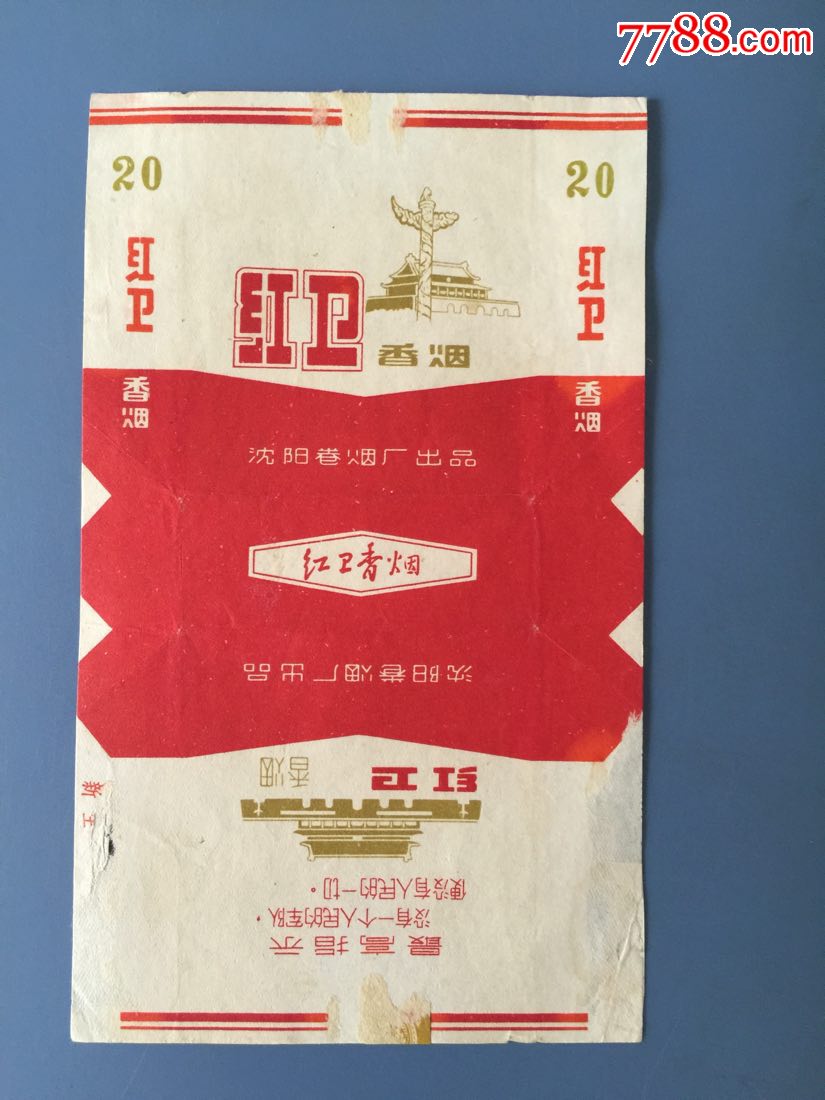 7788.com
20
20
红卫
香烟
红卫
香烟
红卫
香烟
沈阳卷烟厂出品
红卫香烟
沈阳卷烟厂出品
红卫
香烟
最高指示
没有一个人民的军队，
便没有人民的一切。
新